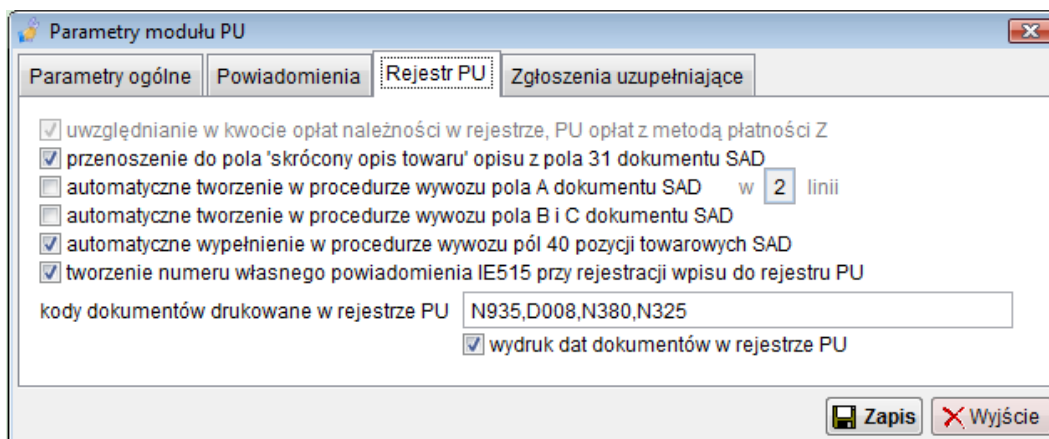 Parametry modułu PU
Parametry ogólne Powiadomienia Rejestr PU Zgłoszenia uzupełniające
uwzględnianie w kwocie opłat należności w rejestrze, PU opłat z metodą płatności Z
przenoszenie do pola 'skrócony opis towaru' opisu z pola 31 dokumentu SAD
automatyczne tworzenie w procedurze wywozu pola A dokumentu SAD w 2 linii
automatyczne tworzenie w procedurze wywozu pola B i C dokumentu SAD
automatyczne wypełnienie w procedurze wywozu pól 40 pozycji towarowych SAD
tworzenie numeru własnego powiadomienia IE515 przy rejestracji wpisu do rejestru PU
kody dokumentów drukowane w rejestrze PU N935,D008,N380,N325
wydruk dat dokumentów w rejestrze PU
Zapis Wyjście